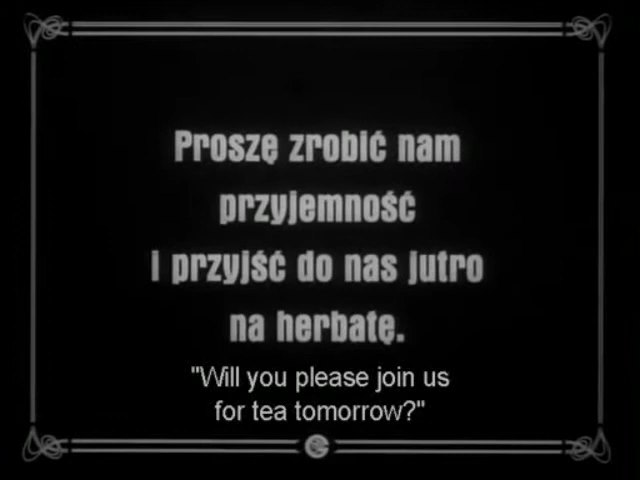 Proszę zrobić nam
przyjemność
i przyjść do nas jutro
na herbatę.
"Will you please join us
for tea tomorrow?"